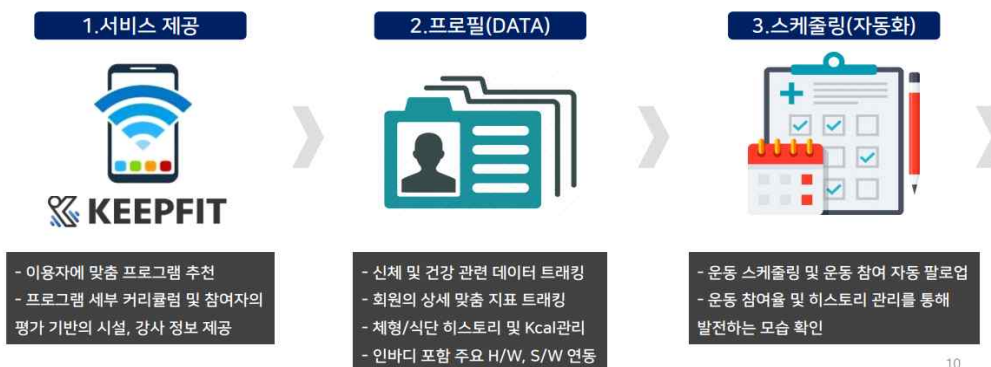 1.서비스 제공
KEEPFIT
- 이용자에 맞춤 프로그램 추천
- 프로그램 세부 커리큘럼 및 참여자의
평가 기반의 시설, 강사 정보 제공
2.프로필(DATA)
- 신체 및 건강 관련 데이터 트래킹
- 회원의 상세 맞춤 지표 트래킹
- 체형/식단 히스토리 및 Kcal관리
- 인바디 포함 주요 H/W, S/W 연동
3.스케줄링(자동화)
- 운동 스케줄링 및 운동 참여 자동 팔로업
- 운동 참여율 및 히스토리 관리를 통해
발전하는 모습 확인
10